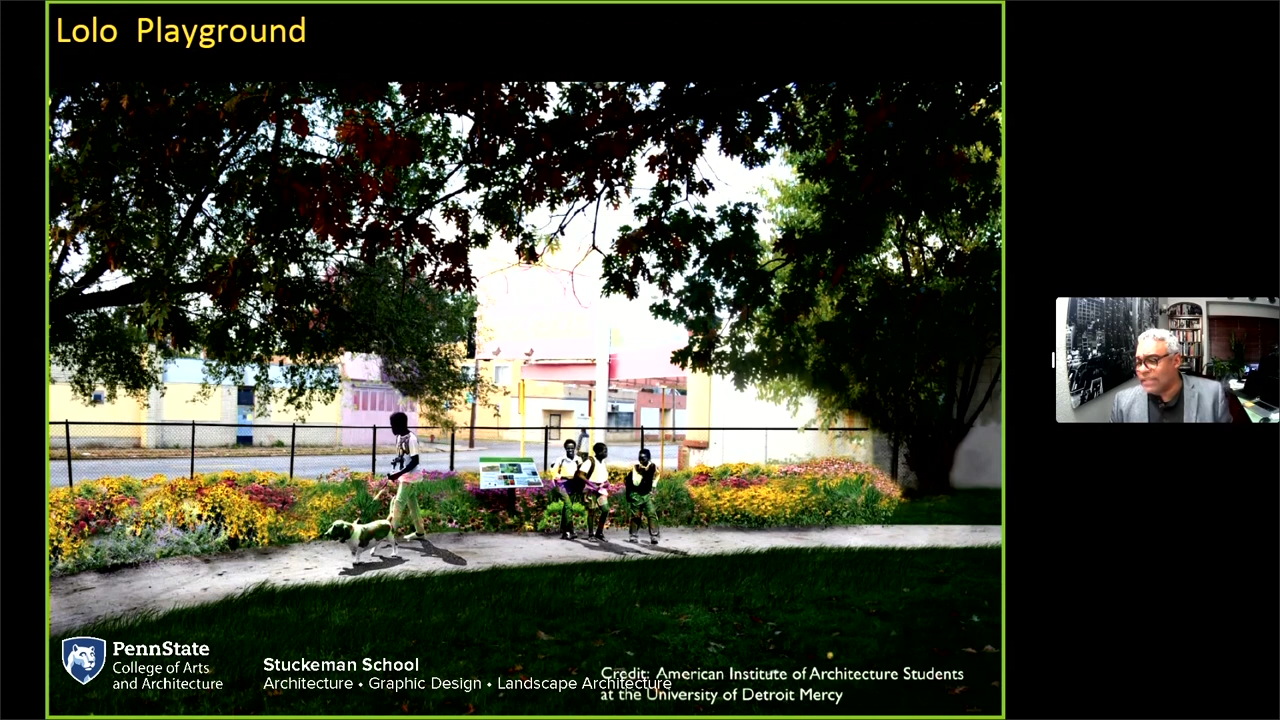 Lolo Playground
PennState
College of Arts
and Architecture
Stuckeman School
Architecture • Graphic Design • Landscape Architecture
Credit: American Institute of Architecture Students
at the University of Detroit Mercy